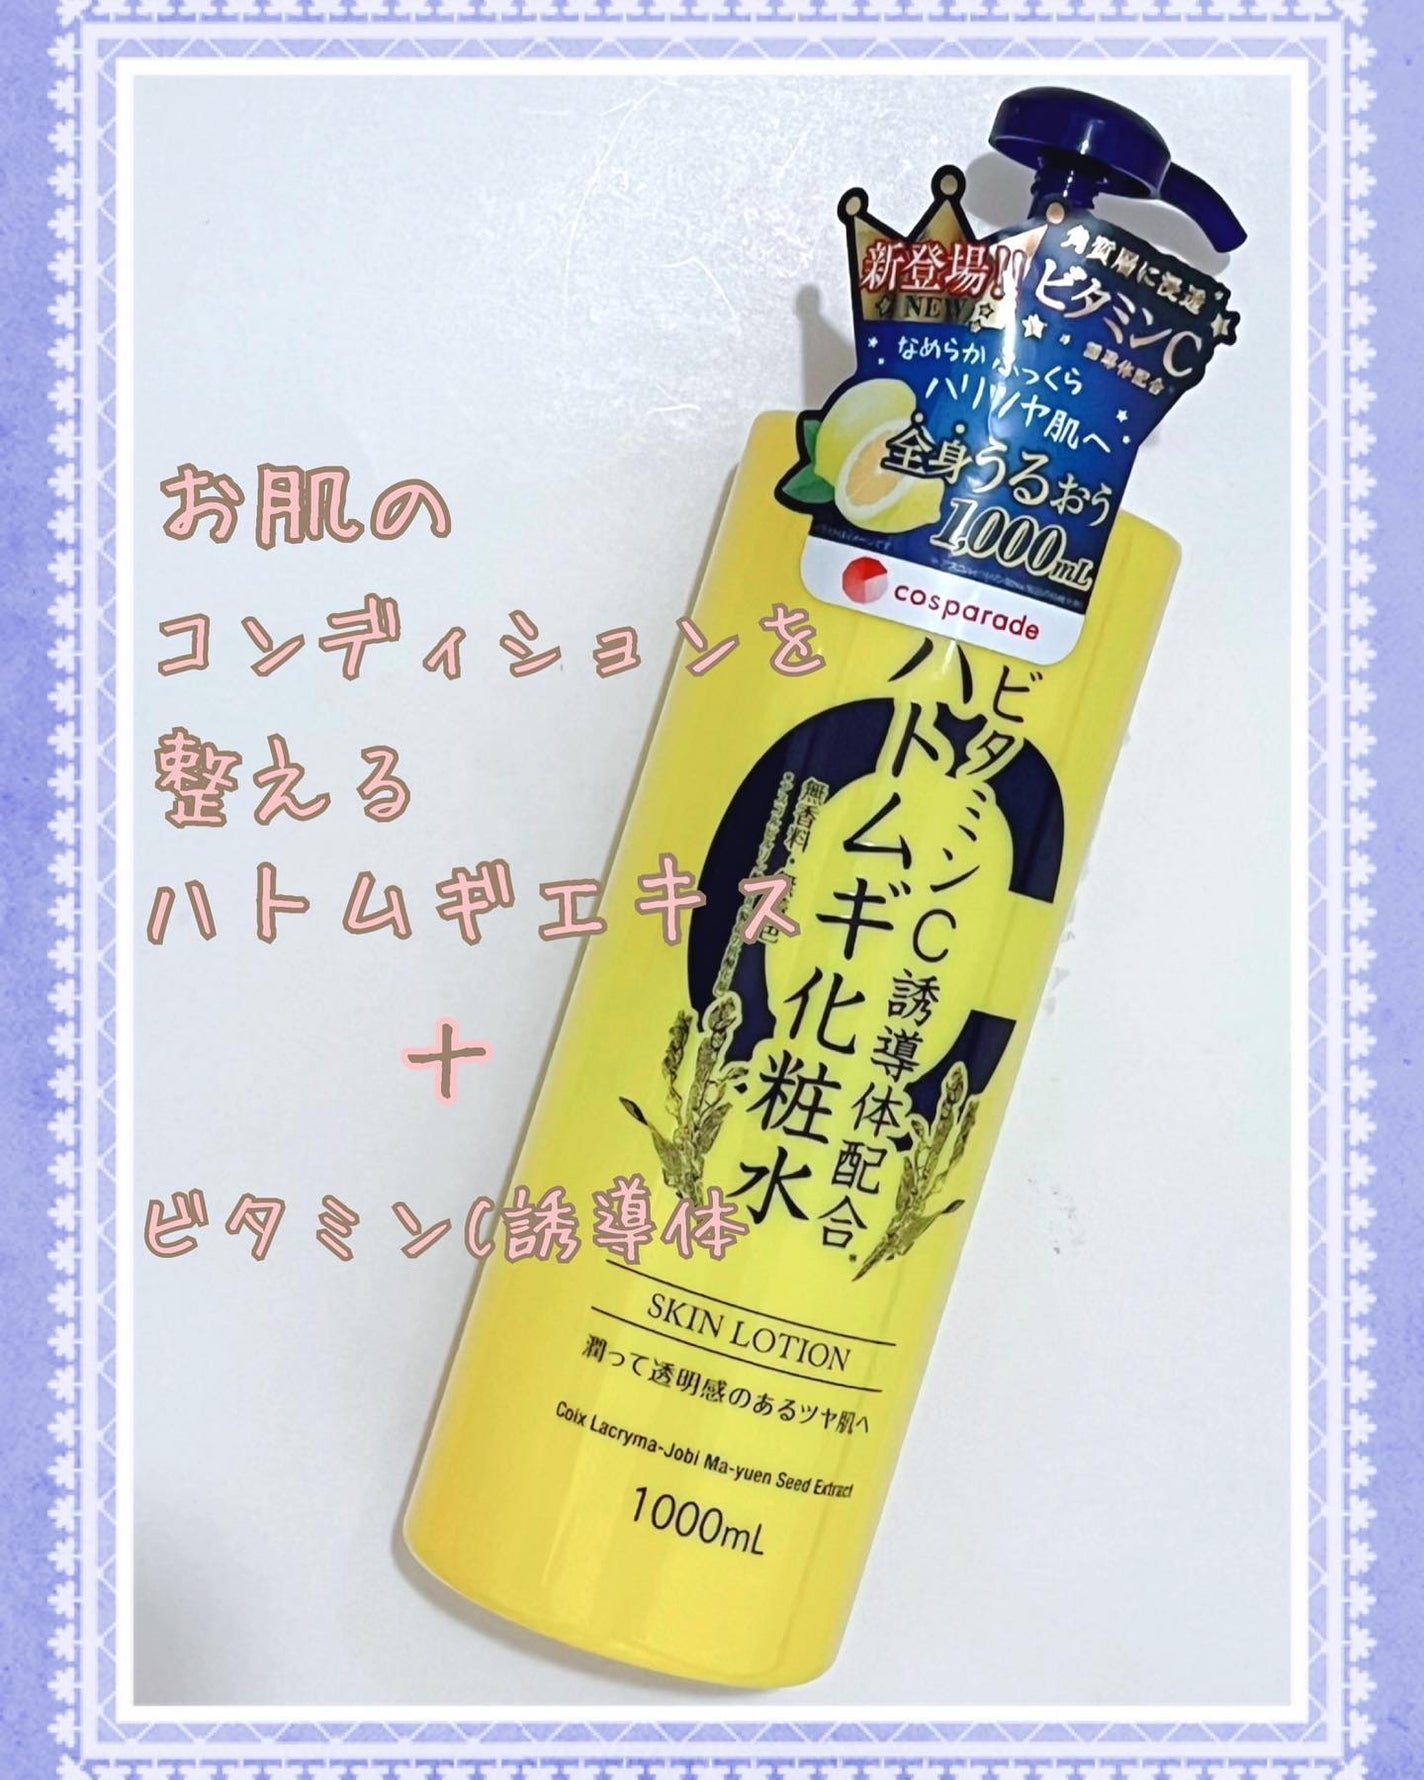 新登場!!
NEW
角質層に浸透
ビタミンC
誘導体配合
なめらかふっくら
ハリツヤ肌へ
全身うるおう
1,000mL
cosparade
お肌の
コンディションを
整える
ハトムギエキス
+
ビタミンC誘導体
ビタミンC誘導体配合※
ハトムギ化粧水
無香料・無着色
SKIN LOTION
潤って透明感のあるツヤ肌へ
Coix Lacryma-Jobi Ma-yuen Seed Extract
1000mL